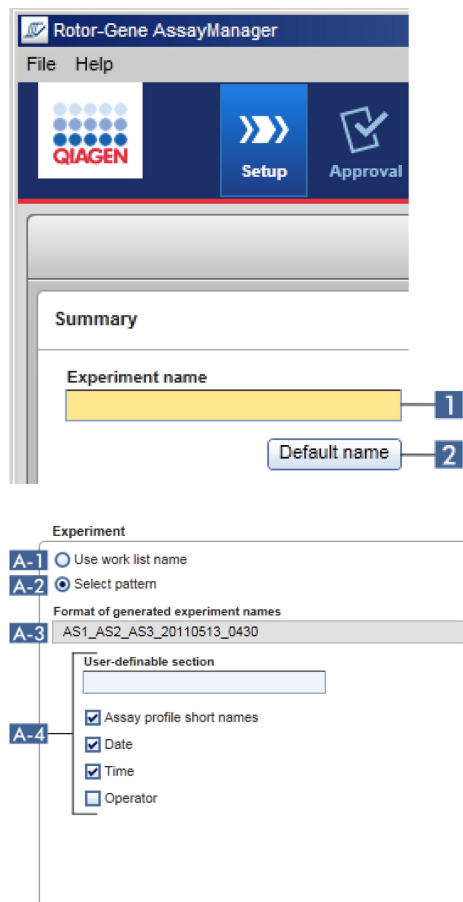 Rotor-Gene AssayManager
File Help
QIAGEN
Setup
Approval
Summary
Experiment name
1
Default name
2
Experiment
A-1 Use work list name
A-2 Select pattern
Format of generated experiment names
A-3 AS1_AS2_AS3_20110513_0430
User-definable section
Assay profile short names
A-4
Date
Time
Operator